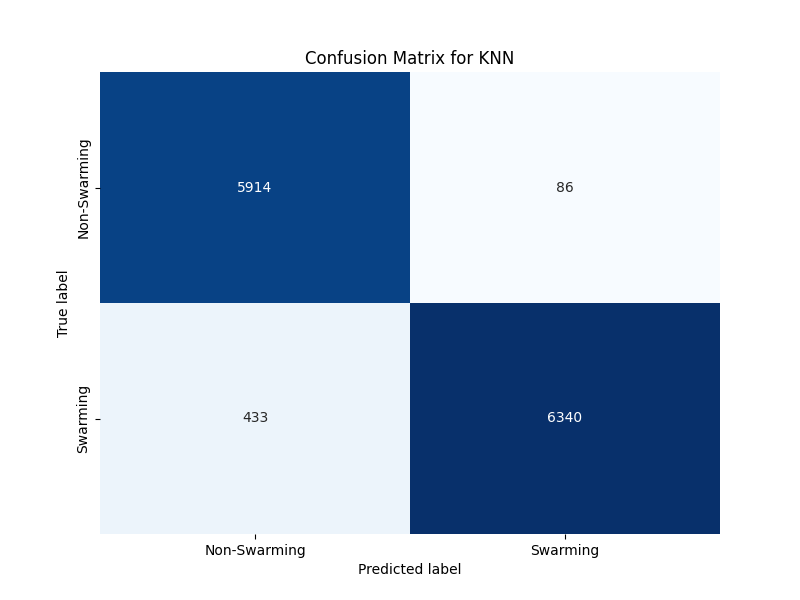 Confusion Matrix for KNN
True label
Non-Swarming
5914
86
Swarming
433
6340
Non-Swarming
Swarming
Predicted label